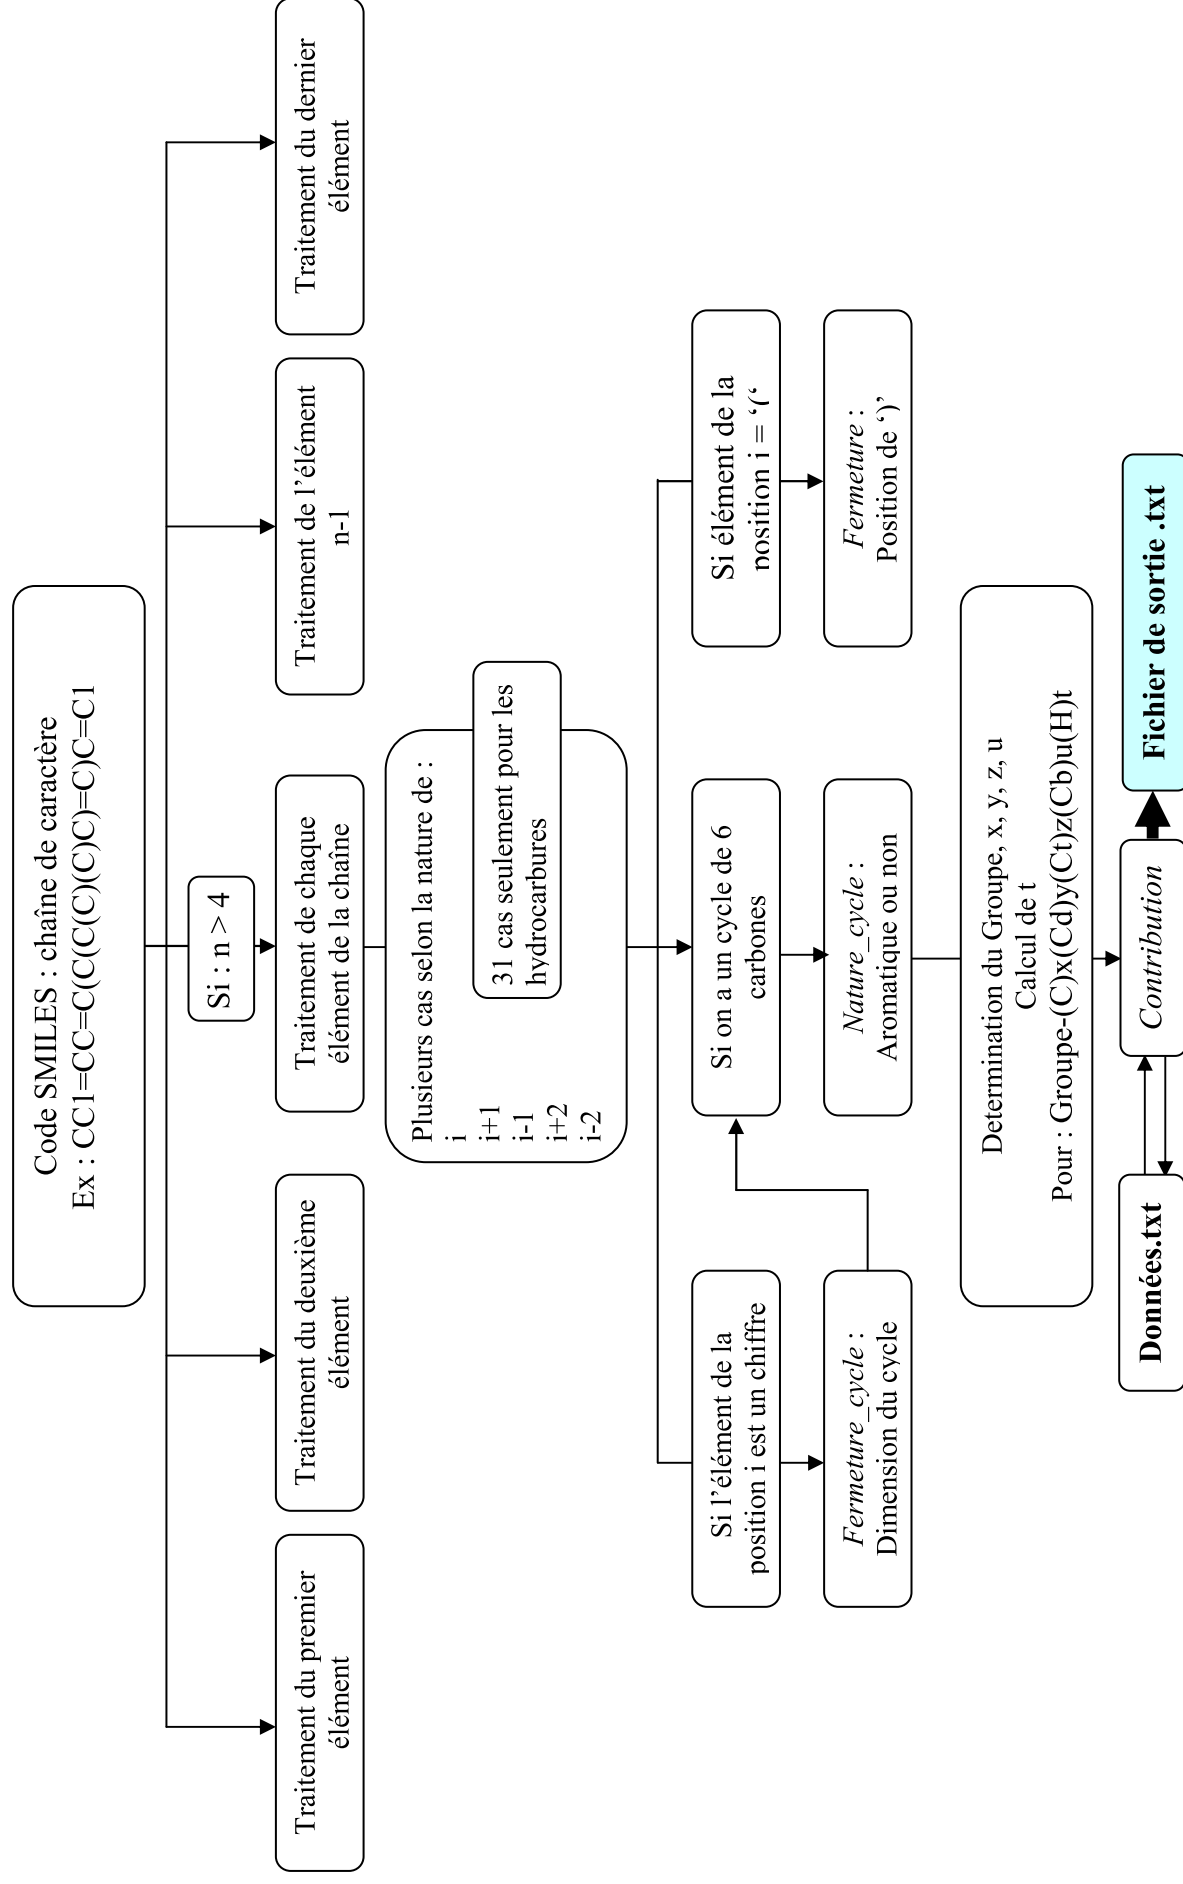 Code SMILES : chaîne de caractère
Ex : CC1=CC=C(C(C(C)(C)C)=C)C=C1
Si : n > 4
Traitement du premier
élément
Traitement du deuxième
élément
Traitement de chaque
élément de la chaîne
Traitement de l’élément
n-1
Traitement du dernier
élément
Plusieurs cas selon la nature de :
i
i+1
i-1
i+2
i-2
31 cas seulement pour les
hydrocarbures
Si l’élément de la
position i est un chiffre
Si on a un cycle de 6
carbones
Si élément de la
position i = ‘(‘
Fermeture_cycle :
Dimension du cycle
Nature_cycle :
Aromatique ou non
Fermeture :
Position de ‘)’
Determination du Groupe, x, y, z, u
Calcul de t
Pour : Groupe-(C)x(Cd)y(Ct)z(Cb)u(H)t
Données.txt
Contribution
Fichier de sortie .txt